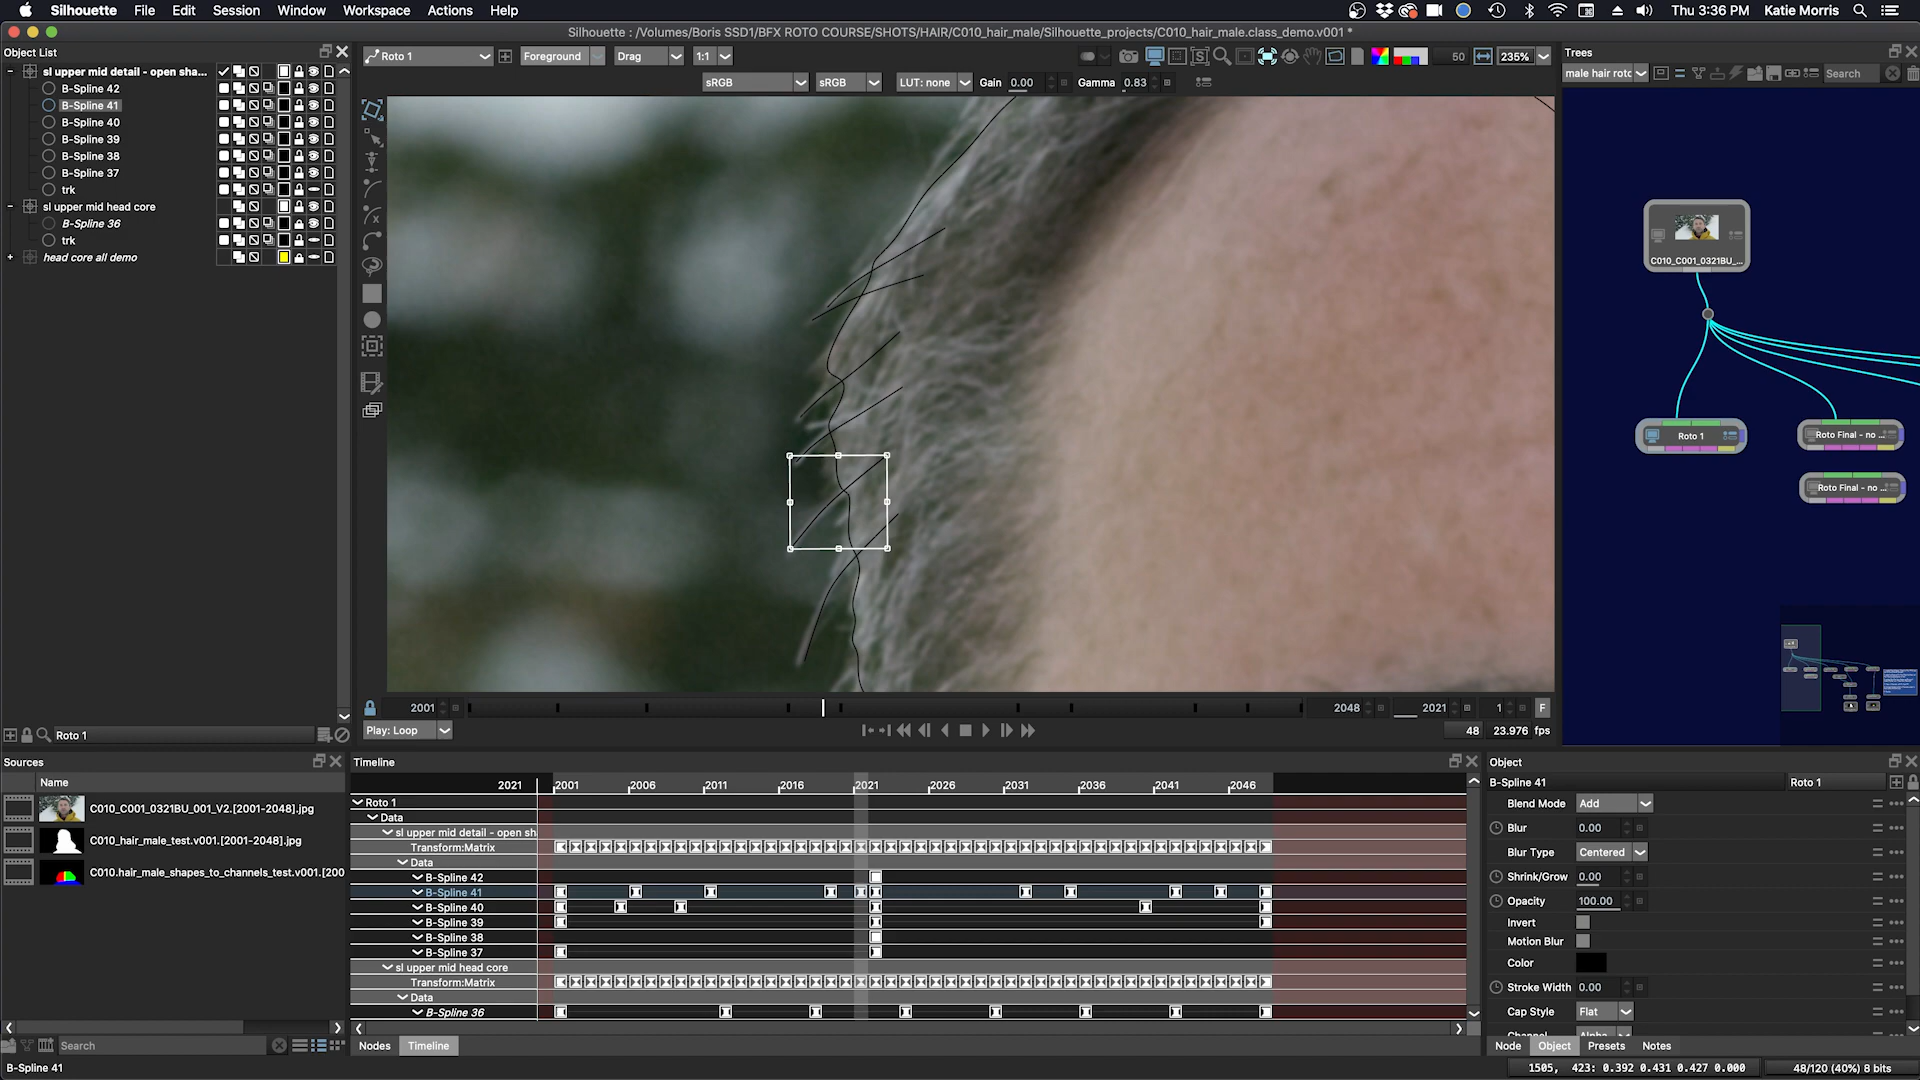 Silhouette File Edit Session Window Workspace Actions Help
Thu 3:36 PM Katie Morris
Silhouette : /Volumes/Boris SSD1/BFX ROTO COURSE/SHOTS/HAIR/C010_hair_male/Silhouette_projects/C010_hair_male.class_demo.v001 *
Object List
sl upper mid detail - open sha...
B-Spline 42
B-Spline 41
B-Spline 40
B-Spline 39
B-Spline 38
B-Spline 37
trk
sl upper mid head core
B-Spline 36
trk
head core all demo
Roto 1
Roto 1 Foreground Drag 1:1 50 235%
sRGB sRGB LUT: none Gain 0.00 Gamma 0.83
Trees
male hair roto Search
C010_C001_0321BU_...
Roto 1
Roto Final - no ...
Roto Final - no ...
2001 2048 2021 1 F
Play: Loop 48 23.976 fps
Sources
Name
C010_C001_0321BU_001_V2.[2001-2048].jpg
C010_hair_male_test.v001.[2001-2048].jpg
C010.hair_male_shapes_to_channels_test.v001.[200
Search
B-Spline 41
Timeline
2021 2001 2006 2011 2016 2021 2026 2031 2036 2041 2046
Roto 1
Data
sl upper mid detail - open sh
Transform:Matrix
Data
B-Spline 42
B-Spline 41
B-Spline 40
B-Spline 39
B-Spline 38
B-Spline 37
sl upper mid head core
Transform:Matrix
Data
B-Spline 36
Nodes Timeline
Object
B-Spline 41 Roto 1
Blend Mode Add
Blur 0.00
Blur Type Centered
Shrink/Grow 0.00
Opacity 100.00
Invert
Motion Blur
Color
Stroke Width 0.00
Cap Style Flat
Channel Alpha
Node Object Presets Notes
1505, 423: 0.392 0.431 0.427 0.000 48/120 (40%) 8 bits